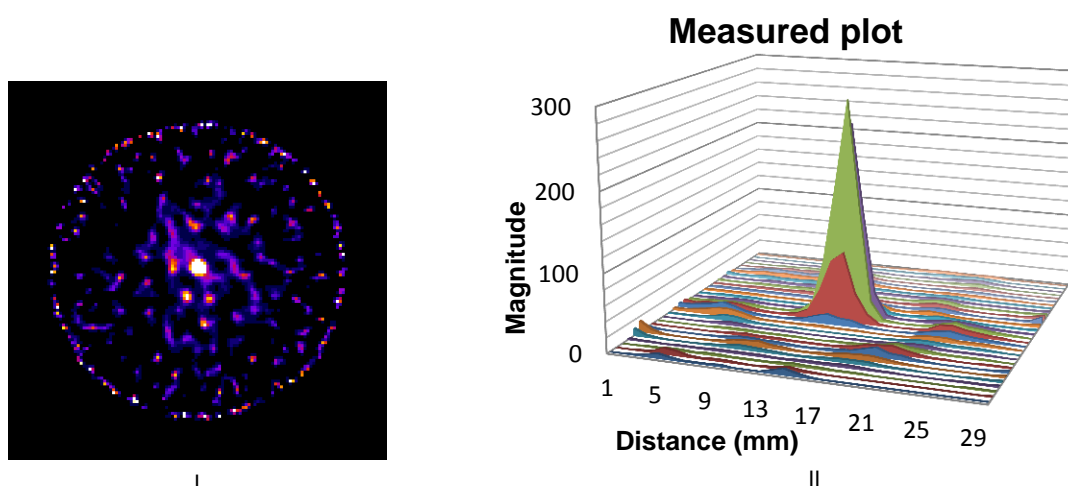 Measured plot
300
200
100
0
Magnitude
1 5 9 13 17 21 25 29
Distance (mm)
I II